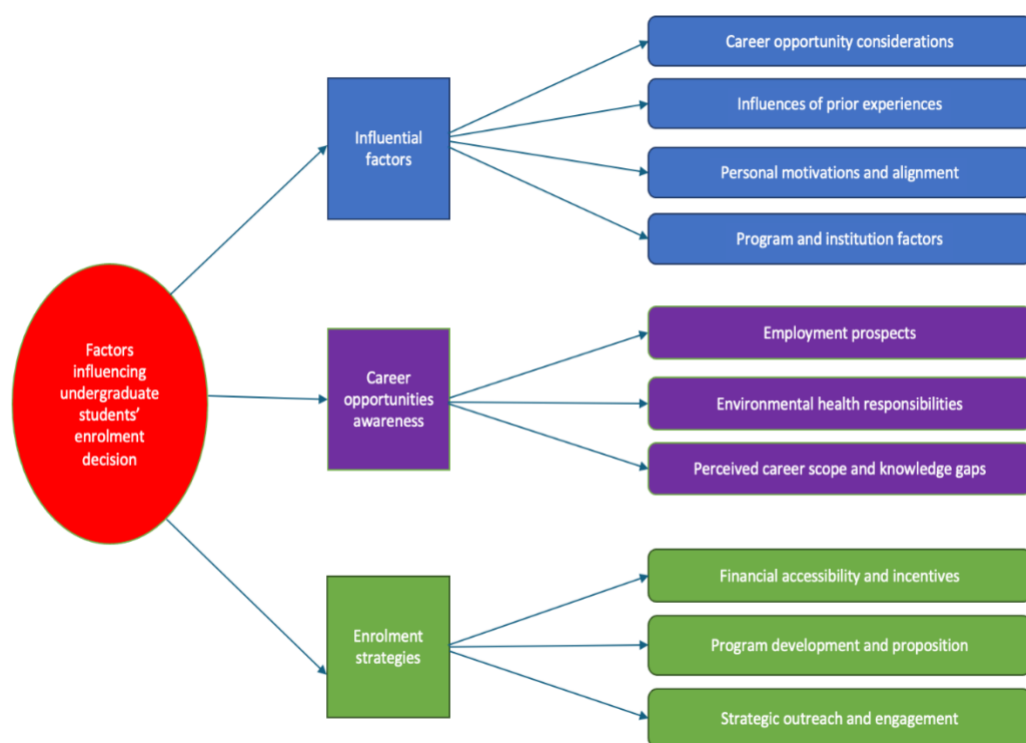 Factors
influencing
undergraduate
students’
enrolment
decision
Influential
factors
Career opportunity considerations
Influences of prior experiences
Personal motivations and alignment
Program and institution factors
Career
opportunities
awareness
Employment prospects
Environmental health responsibilities
Perceived career scope and knowledge gaps
Enrolment
strategies
Financial accessibility and incentives
Program development and proposition
Strategic outreach and engagement